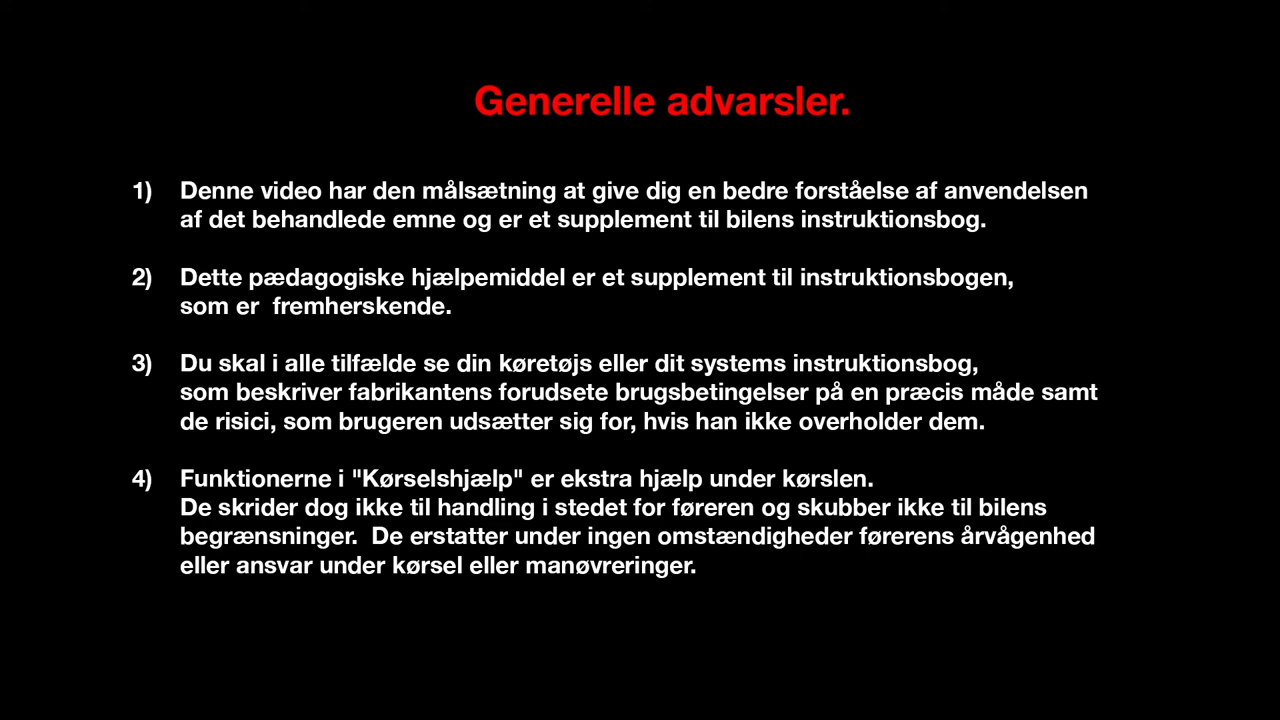 Generelle advarsler.
1) Denne video har den målsætning at give dig en bedre forståelse af anvendelsen
af det behandlede emne og er et supplement til bilens instruktionsbog.
2) Dette pædagogiske hjælpemiddel er et supplement til instruktionsbogen,
som er  fremherskende.
3) Du skal i alle tilfælde se din køretøjs eller dit systems instruktionsbog,
som beskriver fabrikantens forudsete brugsbetingelser på en præcis måde samt
de risici, som brugeren udsætter sig for, hvis han ikke overholder dem.
4) Funktionerne i "Kørselshjælp" er ekstra hjælp under kørslen.
De skrider dog ikke til handling i stedet for føreren og skubber ikke til bilens
begrænsninger.  De erstatter under ingen omstændigheder førerens årvågenhed
eller ansvar under kørsel eller manøvreringer.